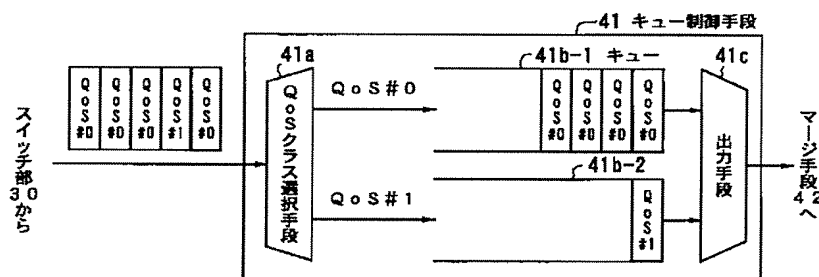 41 キュー制御手段
41a
41b-1 キュー
41c
QoS#0
QoS#0
QoS#0
QoS#1
QoS#0
スイッチ部30から
QoSクラス選択手段
QoS#0
QoS#0
QoS#0
QoS#0
QoS#0
41b-2
QoS#1
QoS#1
出力手段
マージ手段42へ